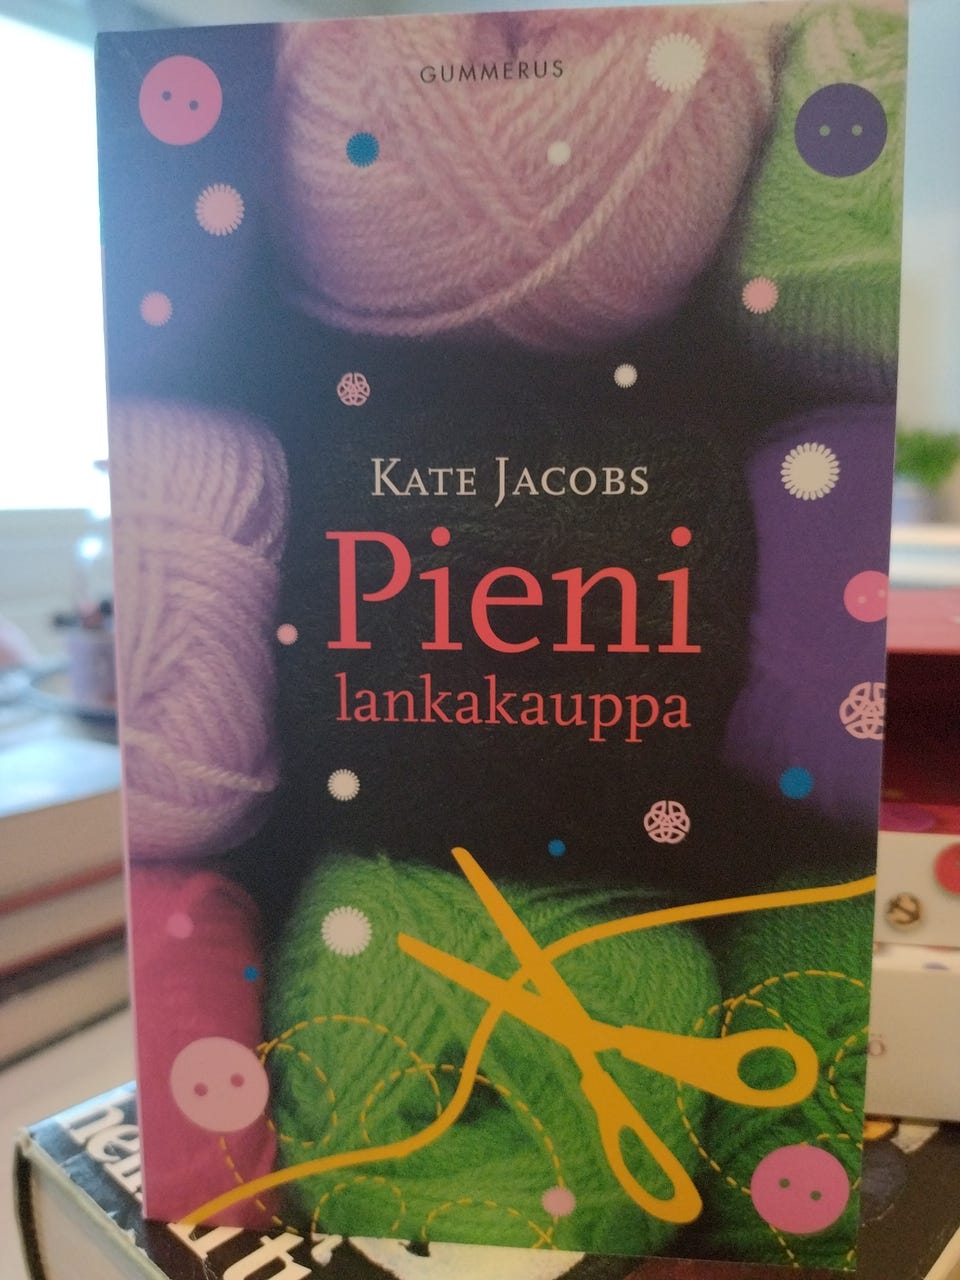 GUMMERUS
KATE JACOBS
Pieni
lankakauppa